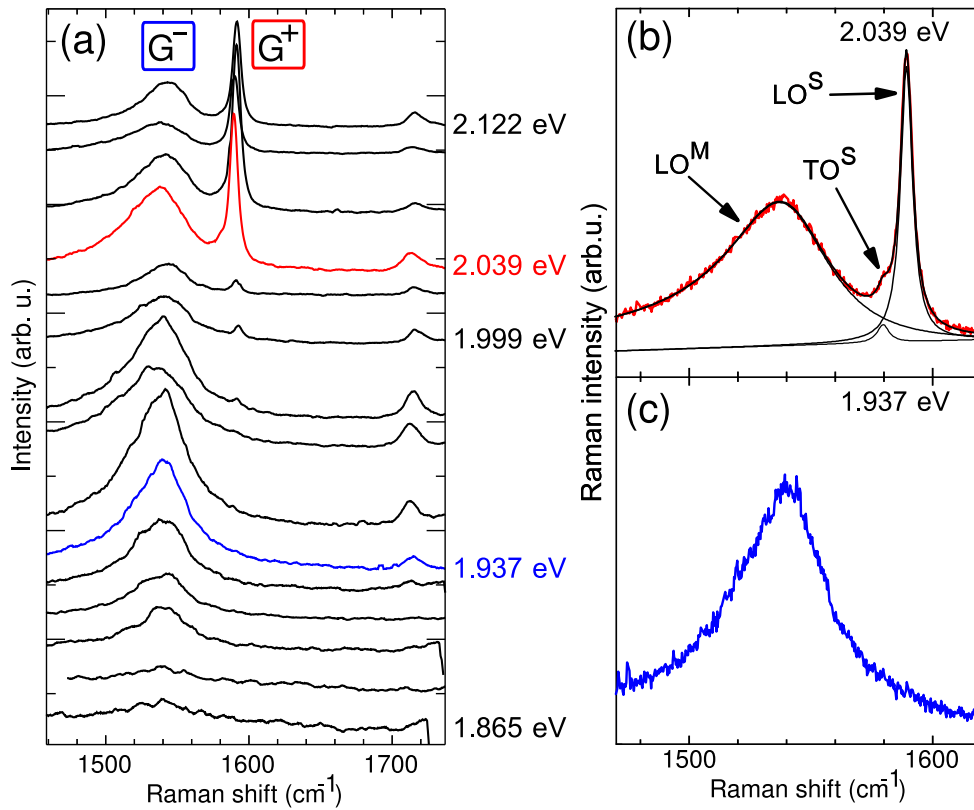 (a)
G⁻
G⁺
2.122 eV
2.039 eV
1.999 eV
1.937 eV
1.865 eV
Intensity (arb. u.)
1500 1600 1700
Raman shift (cm⁻¹)
(b)
2.039 eV
LOˢ
LOᴹ
TOˢ
(c)
1.937 eV
Raman intensity (arb.u.)
1500 1600
Raman shift (cm⁻¹)